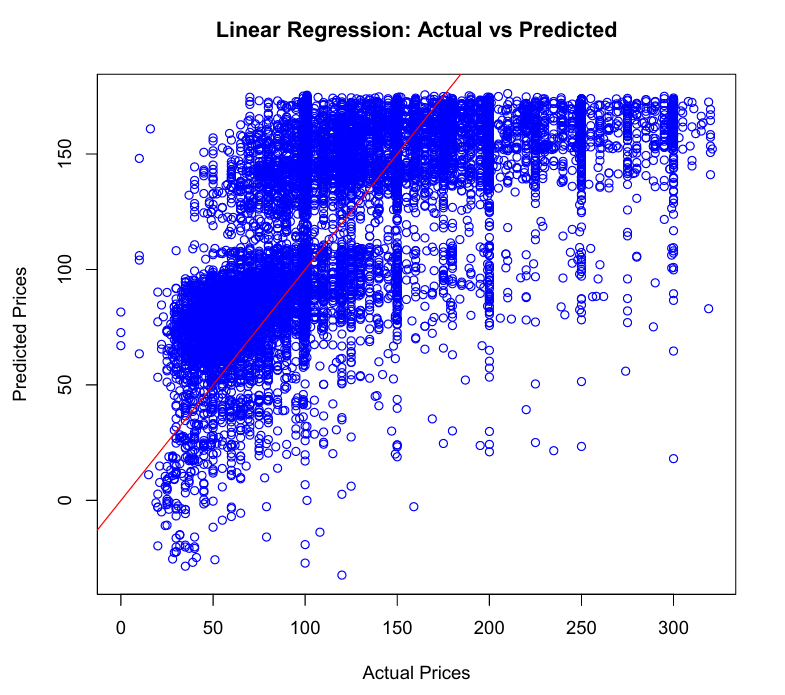 Linear Regression: Actual vs Predicted
Predicted Prices
150
100
50
0
0 50 100 150 200 250 300
Actual Prices